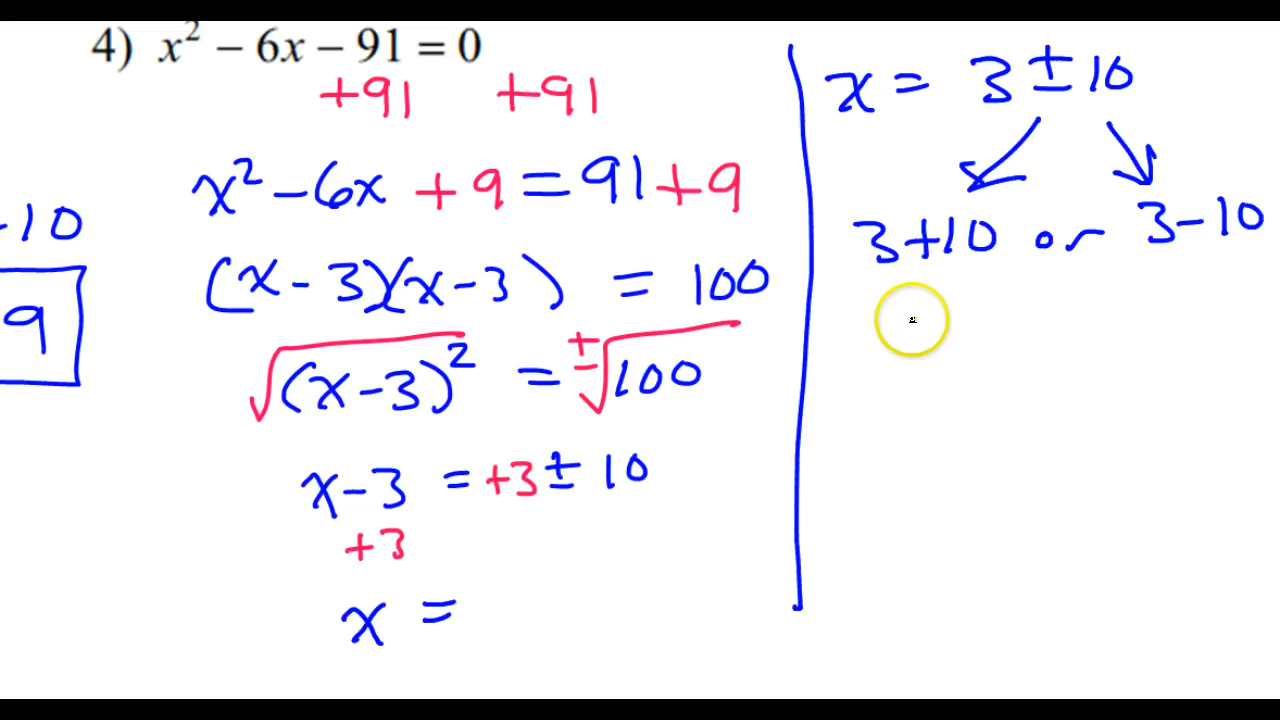 4) x² − 6x − 91 = 0
+91 +91
x² − 6x + 9 = 91 + 9
-10
(x − 3)(x − 3) = 100
9
√(x − 3)² = ±√100
x − 3 = +3 ± 10
+3
x =
x = 3 ± 10
3+10 or 3−10